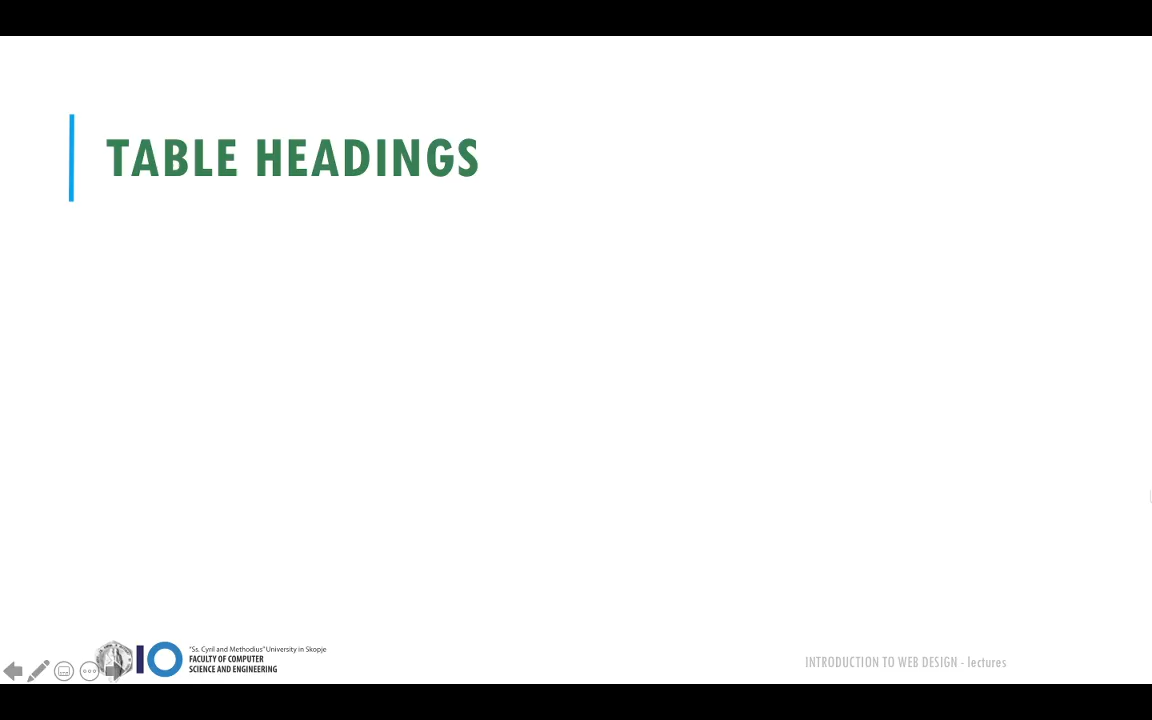 TABLE HEADINGS
"Ss. Cyril and Methodius" University in Skopje
FACULTY OF COMPUTER
SCIENCE AND ENGINEERING
INTRODUCTION TO WEB DESIGN - lectures